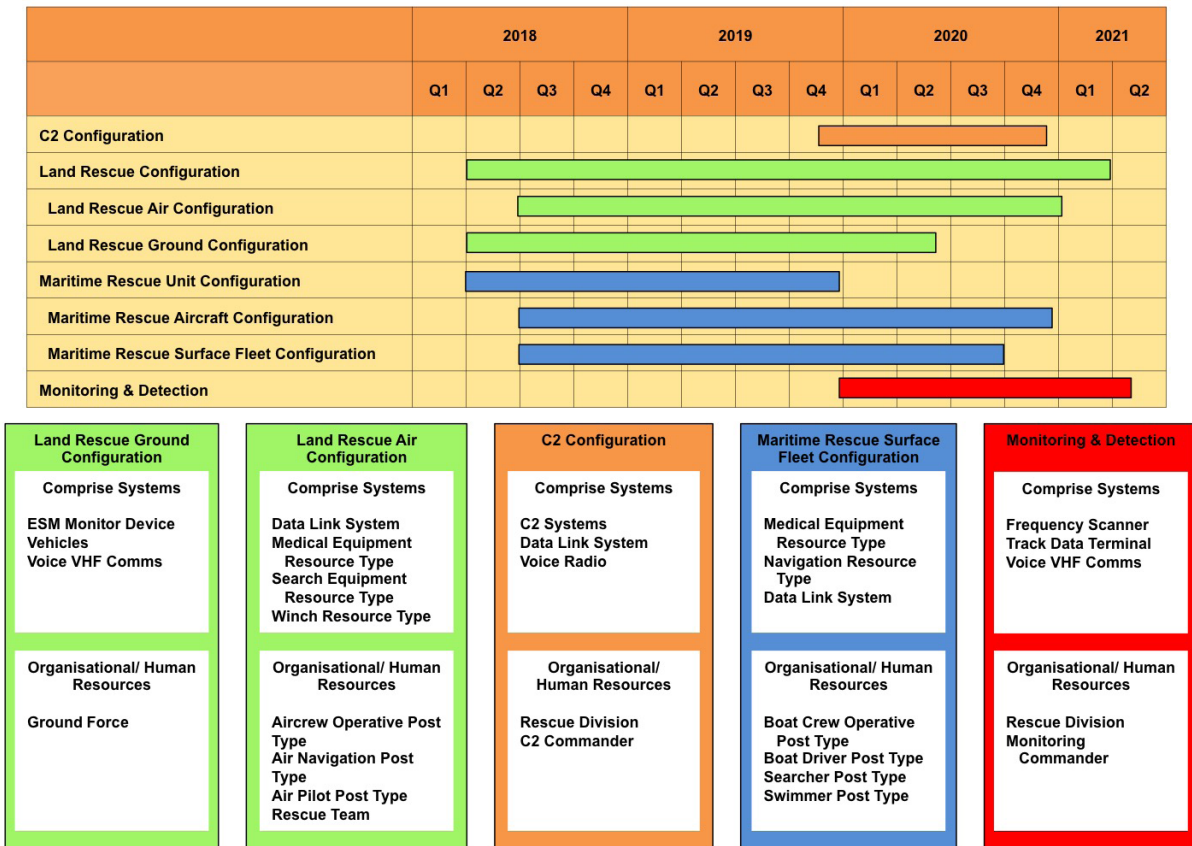 2018 2019 2020 2021
Q1 Q2 Q3 Q4 Q1 Q2 Q3 Q4 Q1 Q2 Q3 Q4 Q1 Q2
C2 Configuration
Land Rescue Configuration
Land Rescue Air Configuration
Land Rescue Ground Configuration
Maritime Rescue Unit Configuration
Maritime Rescue Aircraft Configuration
Maritime Rescue Surface Fleet Configuration
Monitoring & Detection
Land Rescue Ground
Configuration
Comprise Systems
ESM Monitor Device
Vehicles
Voice VHF Comms
Organisational/ Human
Resources
Ground Force
Land Rescue Air
Configuration
Comprise Systems
Data Link System
Medical Equipment
Resource Type
Search Equipment
Resource Type
Winch Resource Type
Organisational/ Human
Resources
Aircrew Operative Post
Type
Air Navigation Post
Type
Air Pilot Post Type
Rescue Team
C2 Configuration
Comprise Systems
C2 Systems
Data Link System
Voice Radio
Organisational/
Human Resources
Rescue Division
C2 Commander
Maritime Rescue Surface
Fleet Configuration
Comprise Systems
Medical Equipment
Resource Type
Navigation Resource
Type
Data Link System
Organisational/ Human
Resources
Boat Crew Operative
Post Type
Boat Driver Post Type
Searcher Post Type
Swimmer Post Type
Monitoring & Detection
Comprise Systems
Frequency Scanner
Track Data Terminal
Voice VHF Comms
Organisational/ Human
Resources
Rescue Division
Monitoring
Commander